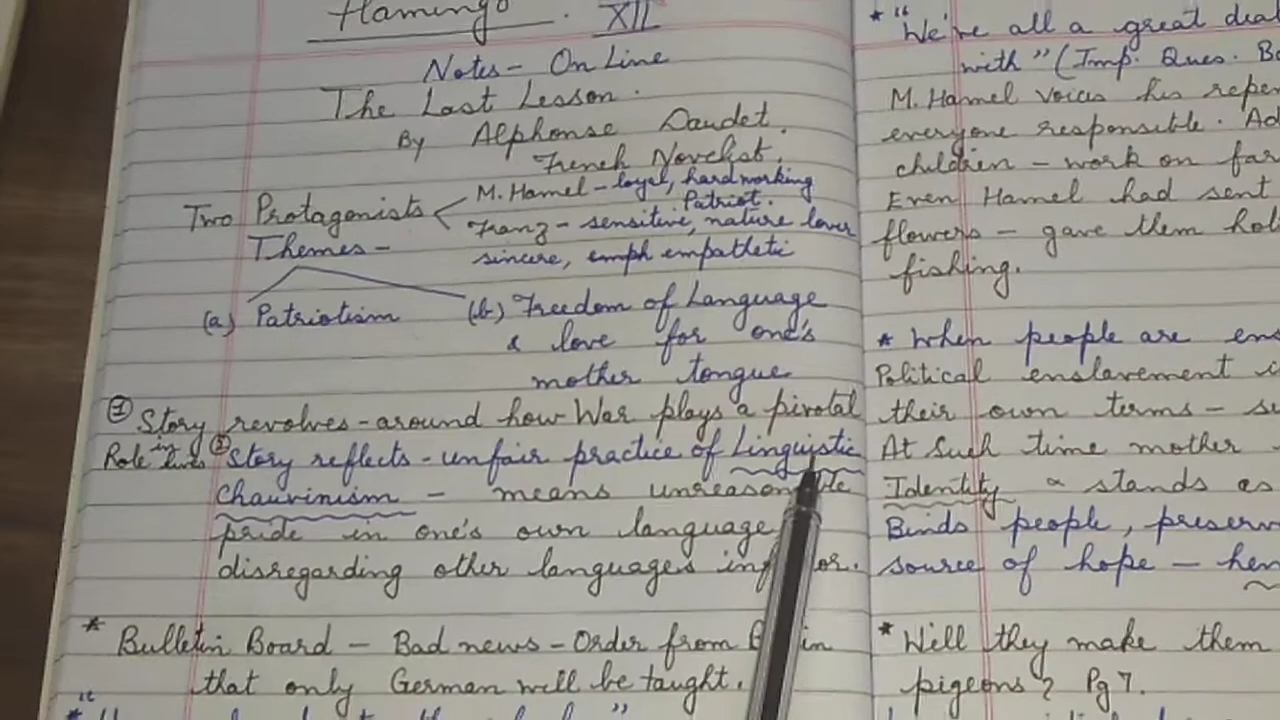 Flamingo. XII
Notes- On Line
The Last Lesson.
By Alphonse Daudet.
French Novelist.
Two Protagonists
M. Hamel - loyal, hardworking
Patriot.
Franz - sensitive, nature lover
sincure, emph empathetic
Themes -
(a) Patriotism
(b) Freedom of Language
& love for one's
mother tongue
① Story revolves - around how War plays a pivotal
Role in lives ② Story reflects - unfair practice of Linguistic
Chauvinism - means
pride in one's own language
disregarding other languages
* Bulletin Board - Bad news - Order from
that only German will be taught.
* "We're all a great deal
with" (Imp. Ques.
M. Hamel voices his
everyone responsible.
children - work on
Even Hamel had sent
flowers - gave them
fishing.
* When people are
Political enslavement
their own terms -
At such time mother
Identity & stands as
Binds people,
source of hope -
* Will they make them
pigeons? Pg 7.